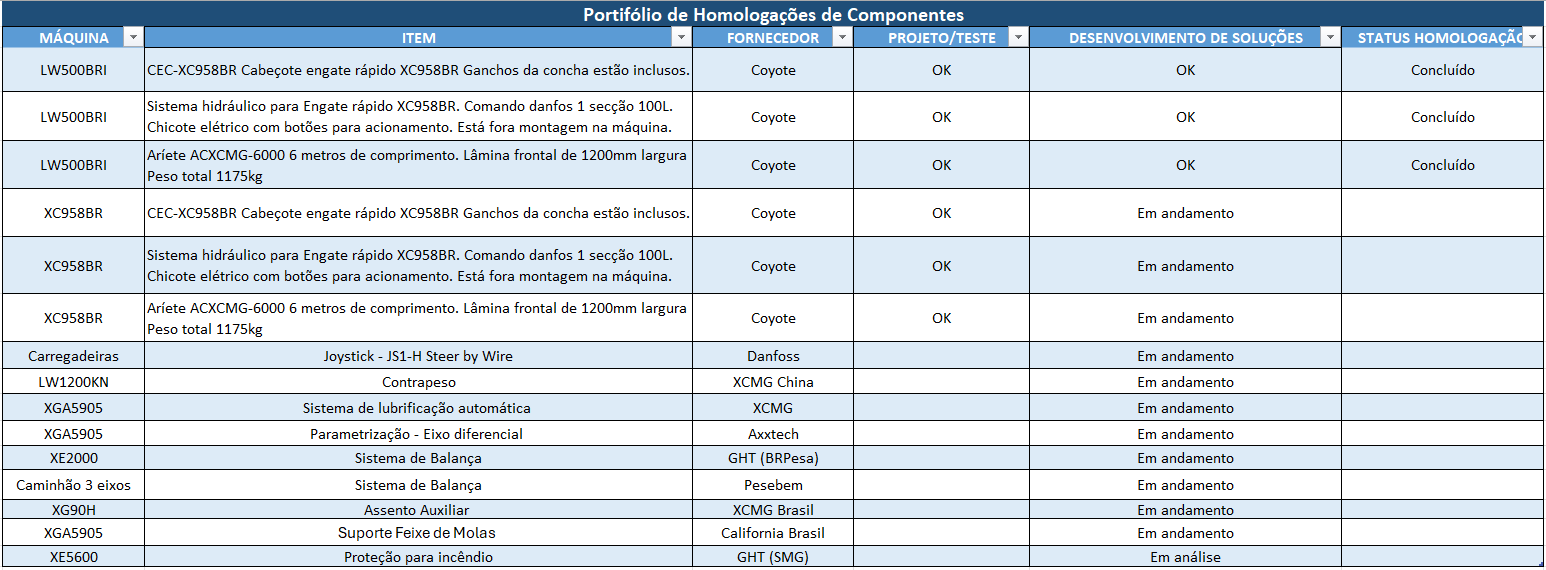 Portifólio de Homologações de Componentes
MÁQUINA ITEM FORNECEDOR PROJETO/TESTE DESENVOLVIMENTO DE SOLUÇÕES STATUS HOMOLOGAÇÃO
LW500BRI CEC-XC958BR Cabeçote engate rápido XC958BR Ganchos da concha estão inclusos. Coyote OK OK Concluído
LW500BRI Sistema hidráulico para Engate rápido XC958BR. Comando danfos 1 secção 100L.
Chicote elétrico com botões para acionamento. Está fora montagem na máquina. Coyote OK OK Concluído
LW500BRI Aríete ACXCMG-6000 6 metros de comprimento. Lâmina frontal de 1200mm largura
Peso total 1175kg Coyote OK OK Concluído
XC958BR CEC-XC958BR Cabeçote engate rápido XC958BR Ganchos da concha estão inclusos. Coyote OK Em andamento
XC958BR Sistema hidráulico para Engate rápido XC958BR. Comando danfos 1 secção 100L.
Chicote elétrico com botões para acionamento. Está fora montagem na máquina. Coyote OK Em andamento
XC958BR Aríete ACXCMG-6000 6 metros de comprimento. Lâmina frontal de 1200mm largura
Peso total 1175kg Coyote OK Em andamento
Carregadeiras Joystick - JS1-H Steer by Wire Danfoss Em andamento
LW1200KN Contrapeso XCMG China Em andamento
XGA5905 Sistema de lubrificação automática XCMG Em andamento
XGA5905 Parametrização - Eixo diferencial Axxtech Em andamento
XE2000 Sistema de Balança GHT (BRPesa) Em andamento
Caminhão 3 eixos Sistema de Balança Pesebem Em andamento
XG90H Assento Auxiliar XCMG Brasil Em andamento
XGA5905 Suporte Feixe de Molas California Brasil Em andamento
XE5600 Proteção para incêndio GHT (SMG) Em análise